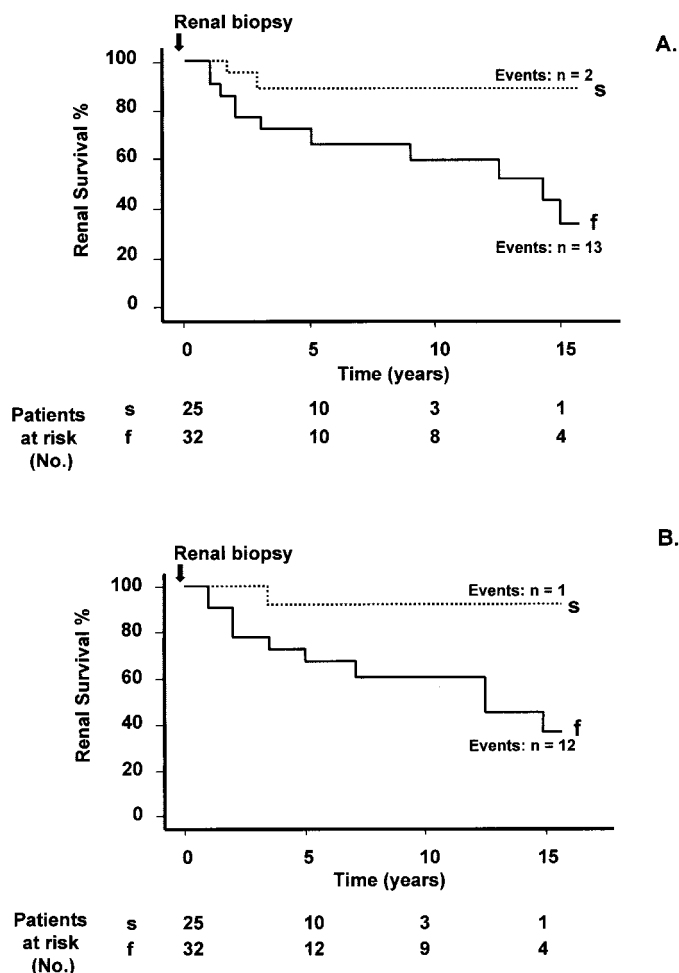 Renal biopsy
A.
100
80
60
40
20
0
Renal Survival %
Events: n = 2
s
f
Events: n = 13
0 5 10 15
Time (years)
Patients at risk (No.)
s 25 10 3 1
f 32 10 8 4
B.
Renal biopsy
100
80
60
40
20
0
Renal Survival %
Events: n = 1
s
f
Events: n = 12
0 5 10 15
Time (years)
Patients at risk (No.)
s 25 10 3 1
f 32 12 9 4